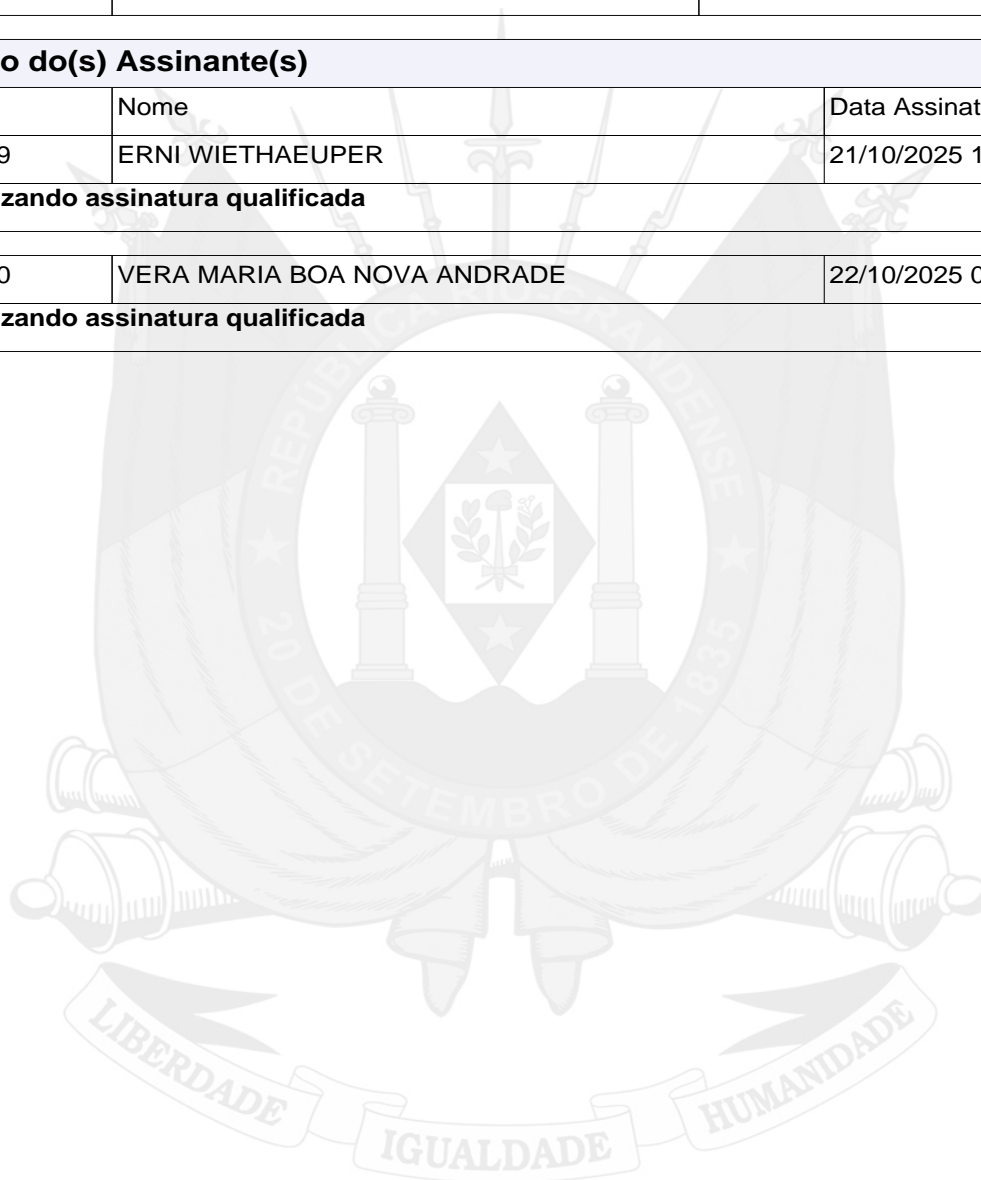 o do(s) Assinante(s)
Nome Data Assinat
9 ERNI WIETHAEUPER 21/10/2025 1
zando assinatura qualificada
0 VERA MARIA BOA NOVA ANDRADE 22/10/2025 0
zando assinatura qualificada
REPÚBLICA RIO-GRANDENSE
20 DE SETEMBRO DE 1835
LIBERDADE IGUALDADE HUMANIDADE